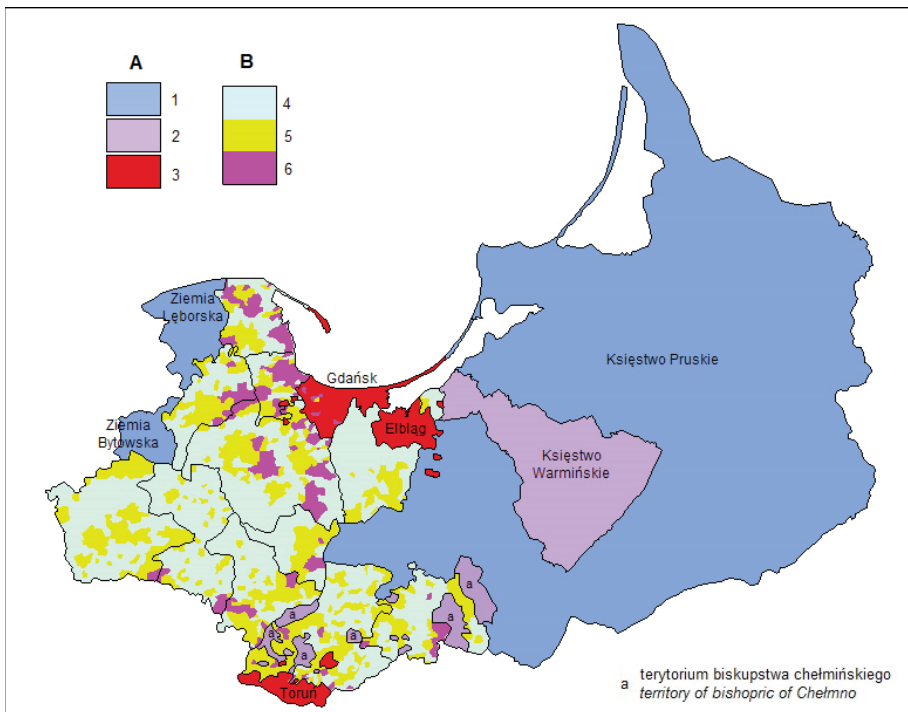 A
B
1
2
3
4
5
6
Ziemia
Lęborska
Gdańsk
Księstwo Pruskie
Ziemia
Bytowska
Elbląg
Księstwo
Warmińskie
a
a
a
a
a
a
Toruń
a terytorium biskupstwa chełmińskiego
territory of bishopric of Chełmno